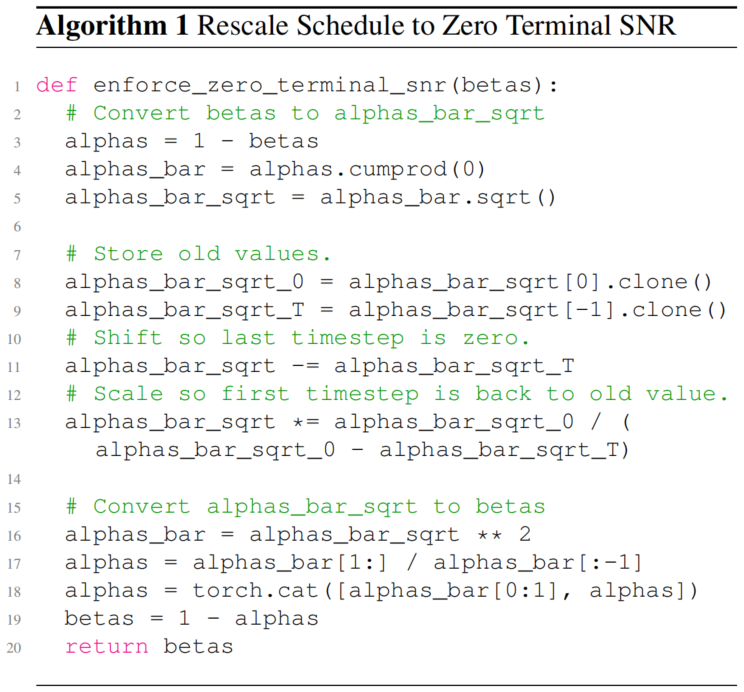 Algorithm 1 Rescale Schedule to Zero Terminal SNR
1 def enforce_zero_terminal_snr(betas):
2   # Convert betas to alphas_bar_sqrt
3   alphas = 1 - betas
4   alphas_bar = alphas.cumprod(0)
5   alphas_bar_sqrt = alphas_bar.sqrt()
6
7   # Store old values.
8   alphas_bar_sqrt_0 = alphas_bar_sqrt[0].clone()
9   alphas_bar_sqrt_T = alphas_bar_sqrt[-1].clone()
10   # Shift so last timestep is zero.
11   alphas_bar_sqrt -= alphas_bar_sqrt_T
12   # Scale so first timestep is back to old value.
13   alphas_bar_sqrt *= alphas_bar_sqrt_0 / (
     alphas_bar_sqrt_0 - alphas_bar_sqrt_T)
14
15   # Convert alphas_bar_sqrt to betas
16   alphas_bar = alphas_bar_sqrt ** 2
17   alphas = alphas_bar[1:] / alphas_bar[:-1]
18   alphas = torch.cat([alphas_bar[0:1], alphas])
19   betas = 1 - alphas
20   return betas